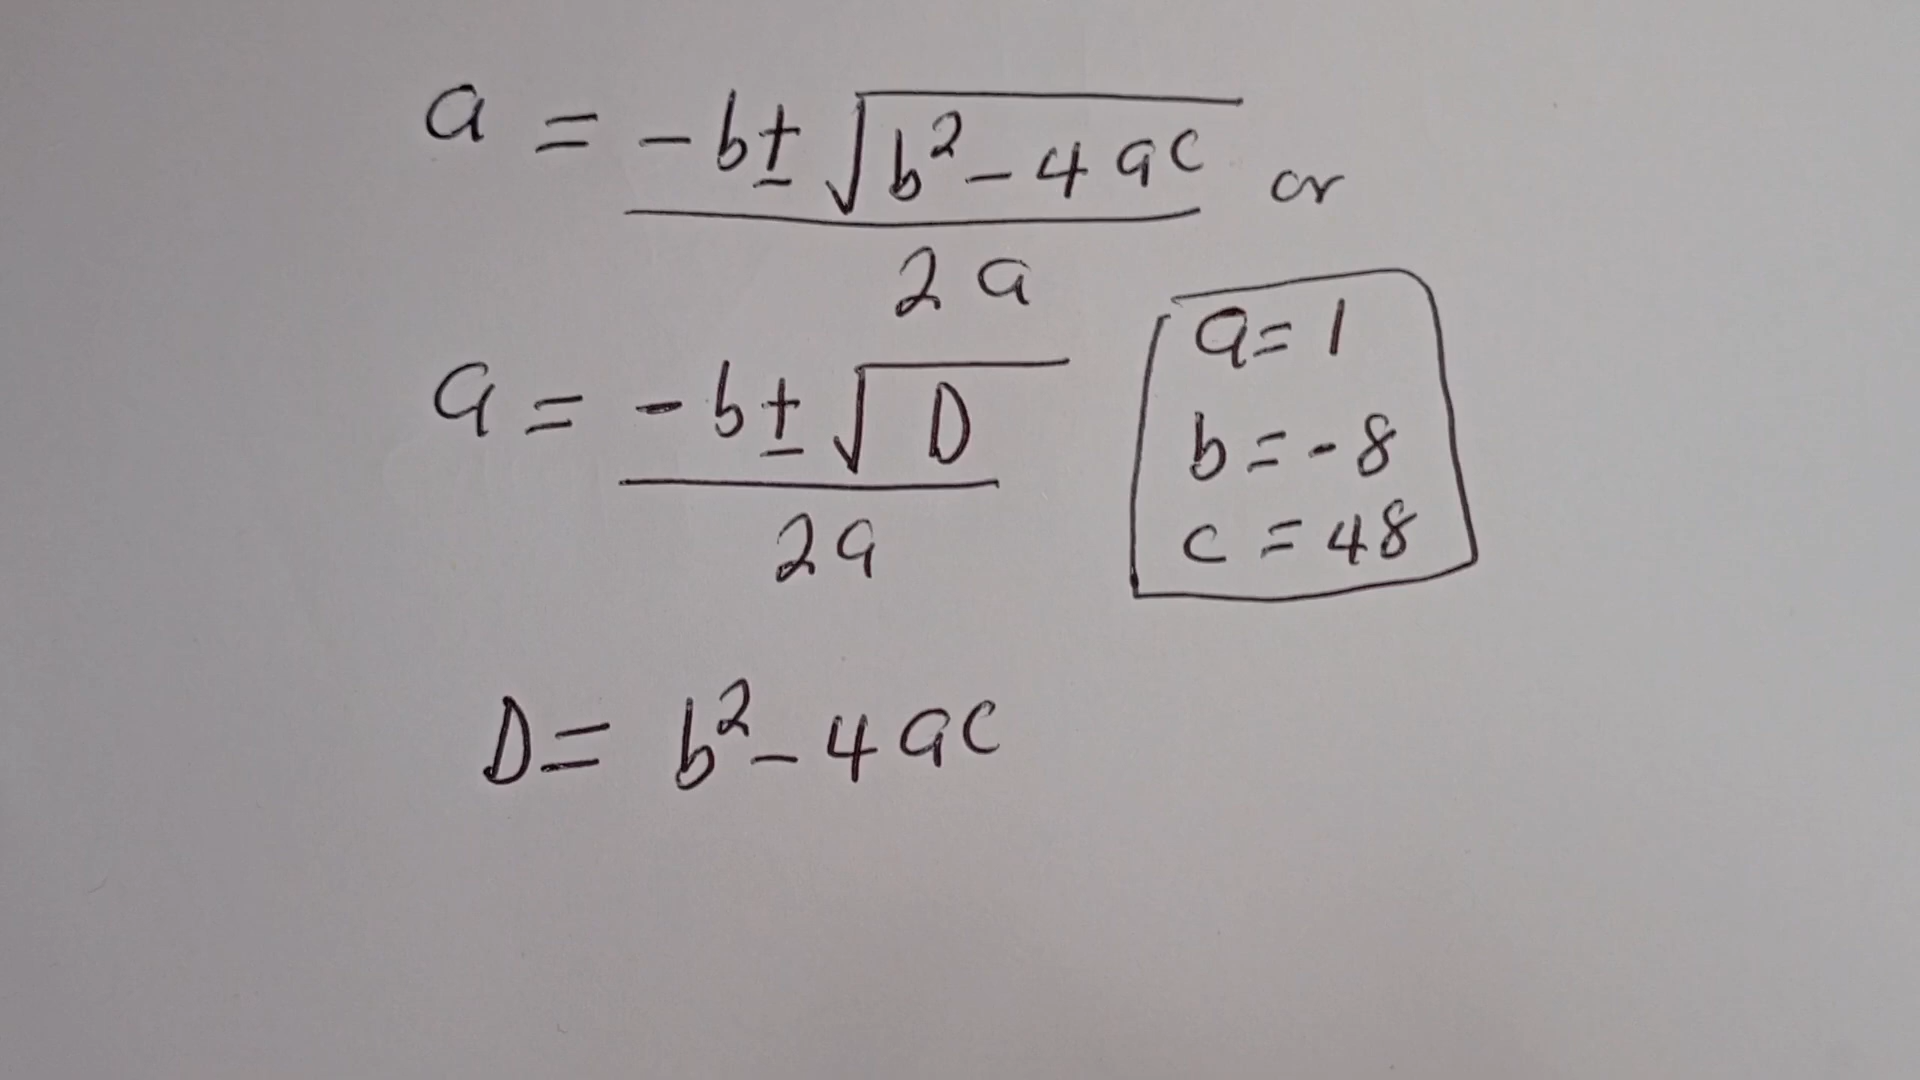 a = -b ± √(b² - 4ac) / 2a or
a = -b ± √D / 2a
a = 1
b = -8
c = 48
D = b² - 4ac